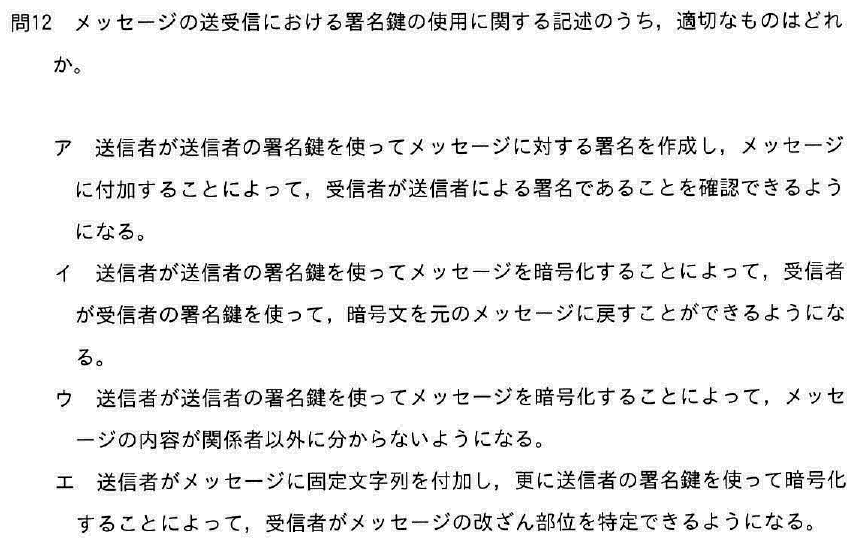 問12 メッセージの送受信における署名鍵の使用に関する記述のうち，適切なものはどれ
か。
ア 送信者が送信者の署名鍵を使ってメッセージに対する署名を作成し，メッセージ
に付加することによって，受信者が送信者による署名であることを確認できるよう
になる。
イ 送信者が送信者の署名鍵を使ってメッセージを暗号化することによって，受信者
が受信者の署名鍵を使って，暗号文を元のメッセージに戻すことができるようにな
る。
ウ 送信者が送信者の署名鍵を使ってメッセージを暗号化することによって，メッセ
ージの内容が関係者以外に分からないようになる。
エ 送信者がメッセージに固定文字列を付加し，更に送信者の署名鍵を使って暗号化
することによって，受信者がメッセージの改ざん部位を特定できるようになる。